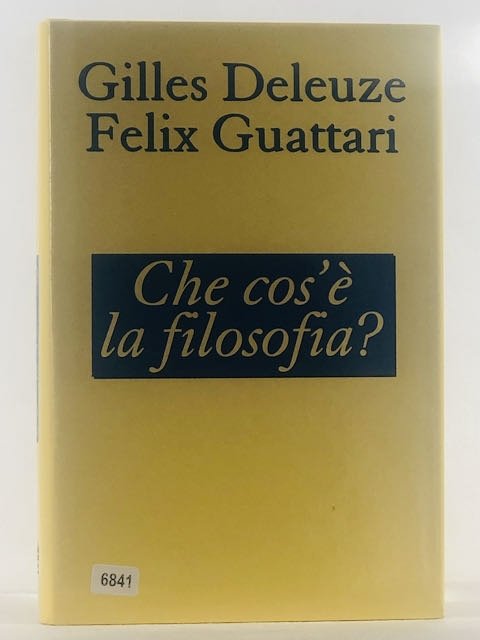 Gilles Deleuze
Felix Guattari
Che cos'è
la filosofia?
6841